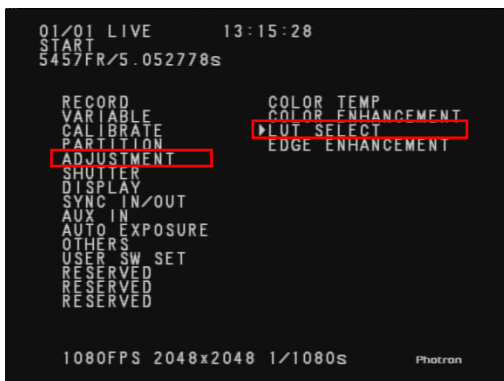 01/01 LIVE 13:15:28
START
5457FR/5.052778s
RECORD
VARIABLE
CALIBRATE
PARTITION
ADJUSTMENT
SHUTTER
DISPLAY
SYNC IN/OUT
AUX IN
AUTO EXPOSURE
OTHERS
USER SW SET
RESERVED
RESERVED
RESERVED
COLOR TEMP
COLOR ENHANCEMENT
▶LUT SELECT
EDGE ENHANCEMENT
1080FPS 2048x2048 1/1080s Photron